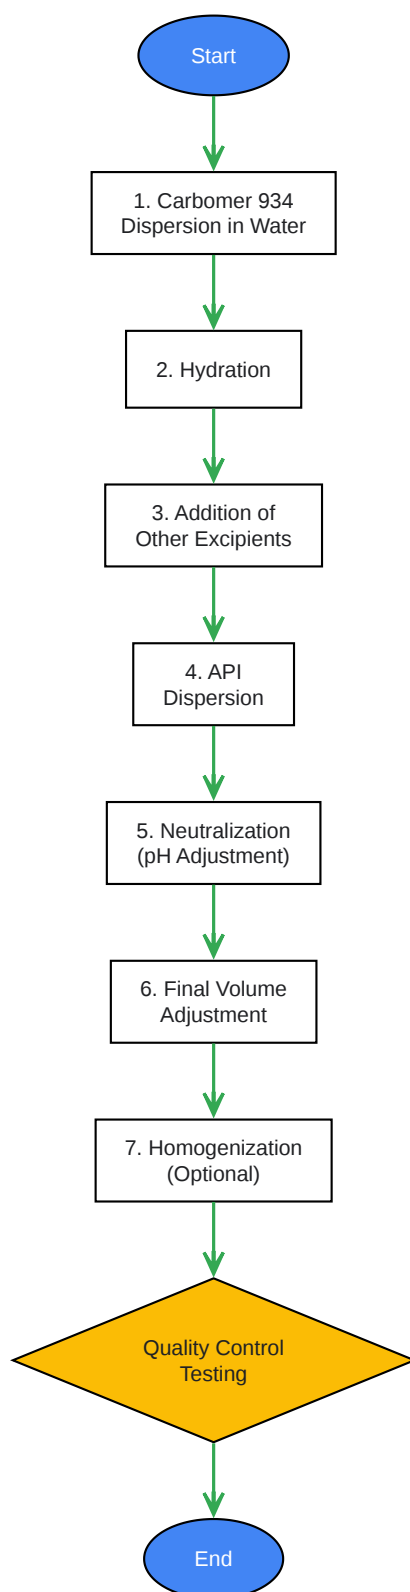 Start
1. Carbomer 934
Dispersion in Water
2. Hydration
3. Addition of
Other Excipients
4. API
Dispersion
5. Neutralization
(pH Adjustment)
6. Final Volume
Adjustment
7. Homogenization
(Optional)
Quality Control
Testing
End